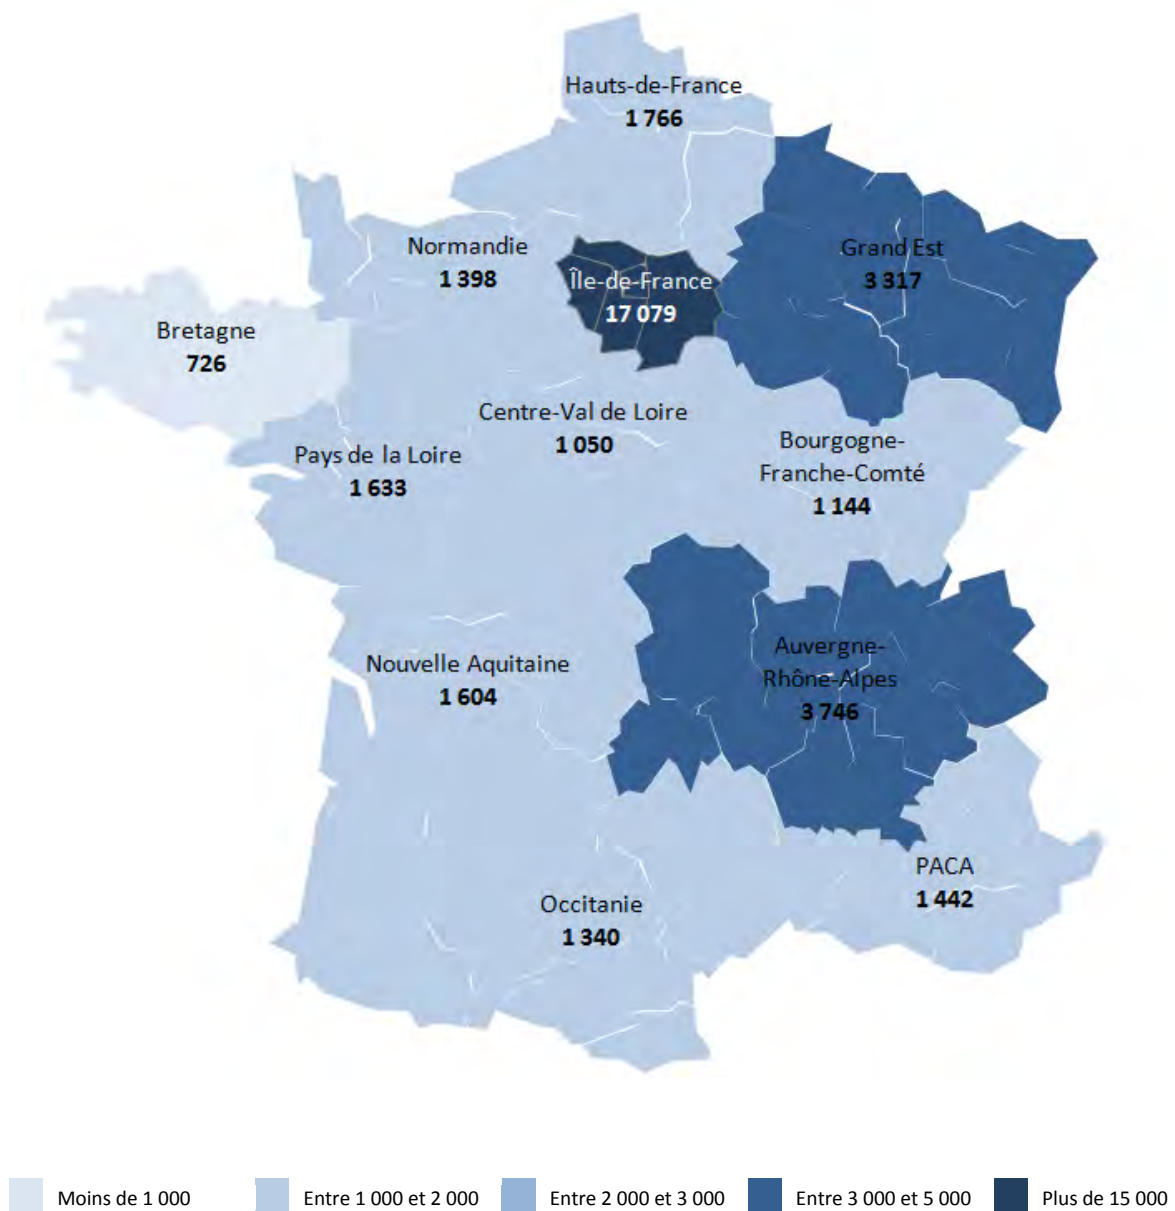 Hauts-de-France
1 766
Normandie
1 398
Île-de-France
17 079
Grand Est
3 317
Bretagne
726
Centre-Val de Loire
1 050
Pays de la Loire
1 633
Bourgogne-
Franche-Comté
1 144
Nouvelle Aquitaine
1 604
Auvergne-
Rhône-Alpes
3 746
PACA
1 442
Occitanie
1 340
Moins de 1 000
Entre 1 000 et 2 000
Entre 2 000 et 3 000
Entre 3 000 et 5 000
Plus de 15 000